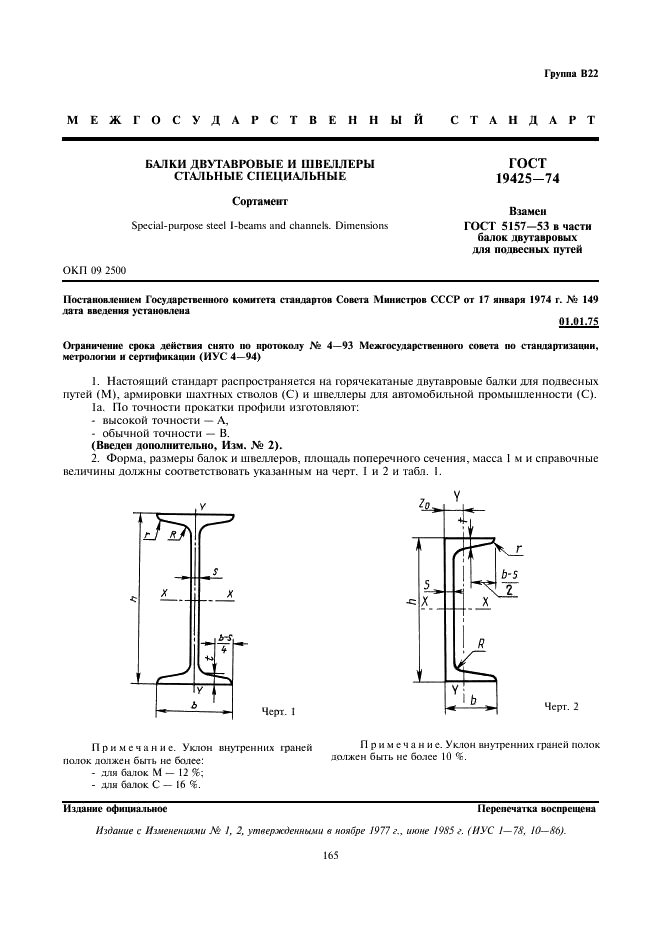 Группа В22
МЕЖГОСУДАРСТВЕННЫЙ СТАНДАРТ
БАЛКИ ДВУТАВРОВЫЕ И ШВЕЛЛЕРЫ
СТАЛЬНЫЕ СПЕЦИАЛЬНЫЕ
Сортамент
Special-purpose steel I-beams and channels. Dimensions
ГОСТ
19425—74
Взамен
ГОСТ 5157—53 в части
балок двутавровых
для подвесных путей
ОКП 09 2500
Постановлением Государственного комитета стандартов Совета Министров СССР от 17 января 1974 г. № 149
дата введения установлена
01.01.75
Ограничение срока действия снято по протоколу № 4—93 Межгосударственного совета по стандартизации,
метрологии и сертификации (ИУС 4—94)
1. Настоящий стандарт распространяется на горячекатаные двутавровые балки для подвесных
путей (М), армировки шахтных стволов (С) и швеллеры для автомобильной промышленности (С).
1а. По точности прокатки профили изготовляют:
- высокой точности — А,
- обычной точности — В.
(Введен дополнительно, Изм. № 2).
2. Форма, размеры балок и швеллеров, площадь поперечного сечения, масса 1 м и справочные
величины должны соответствовать указанным на черт. 1 и 2 и табл. 1.
Y
r
R
s
h
X X
b-s
4
t
Y
b
Черт. 1
Z₀
Y
t
r
b-s
2
s
h
X X
R
Y
b
Черт. 2
Примечание. Уклон внутренних граней
полок должен быть не более:
- для балок М — 12 %;
- для балок С — 16 %.
Примечание. Уклон внутренних граней полок
должен быть не более 10 %.
Издание официальное
Перепечатка воспрещена
Издание с Изменениями № 1, 2, утвержденными в ноябре 1977 г., июне 1985 г. (ИУС 1—78, 10—86).
165